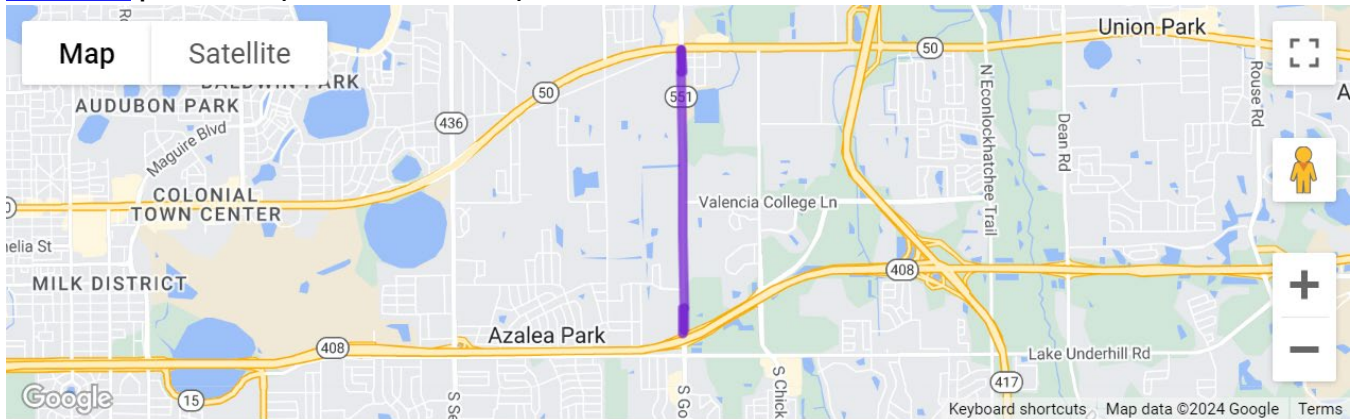 Map
Satellite
Union Park
50
50
50
551
436
BALDWIN PARK
AUDUBON PARK
Maguire Blvd
COLONIAL
TOWN CENTER
Valencia College Ln
N Econlockhatchee Trail
Dean Rd
Rouse Rd
elia St
MILK DISTRICT
408
Azalea Park
408
Lake Underhill Rd
417
15
S Se
S Go
S Chick
Google
Keyboard shortcuts
Map data ©2024 Google
Terms